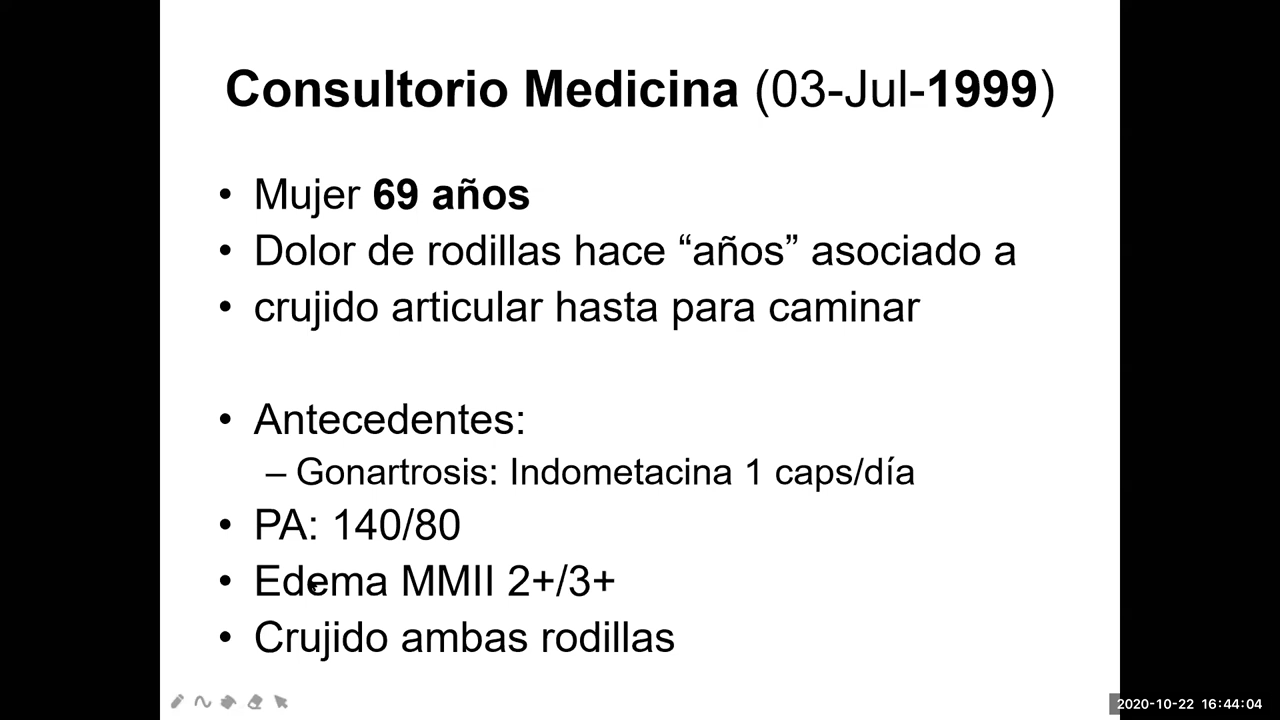 Consultorio Medicina (03-Jul-1999)
• Mujer 69 años
• Dolor de rodillas hace “años” asociado a
• crujido articular hasta para caminar
• Antecedentes:
– Gonartrosis: Indometacina 1 caps/día
• PA: 140/80
• Edema MMII 2+/3+
• Crujido ambas rodillas
2020-10-22 16:44:04